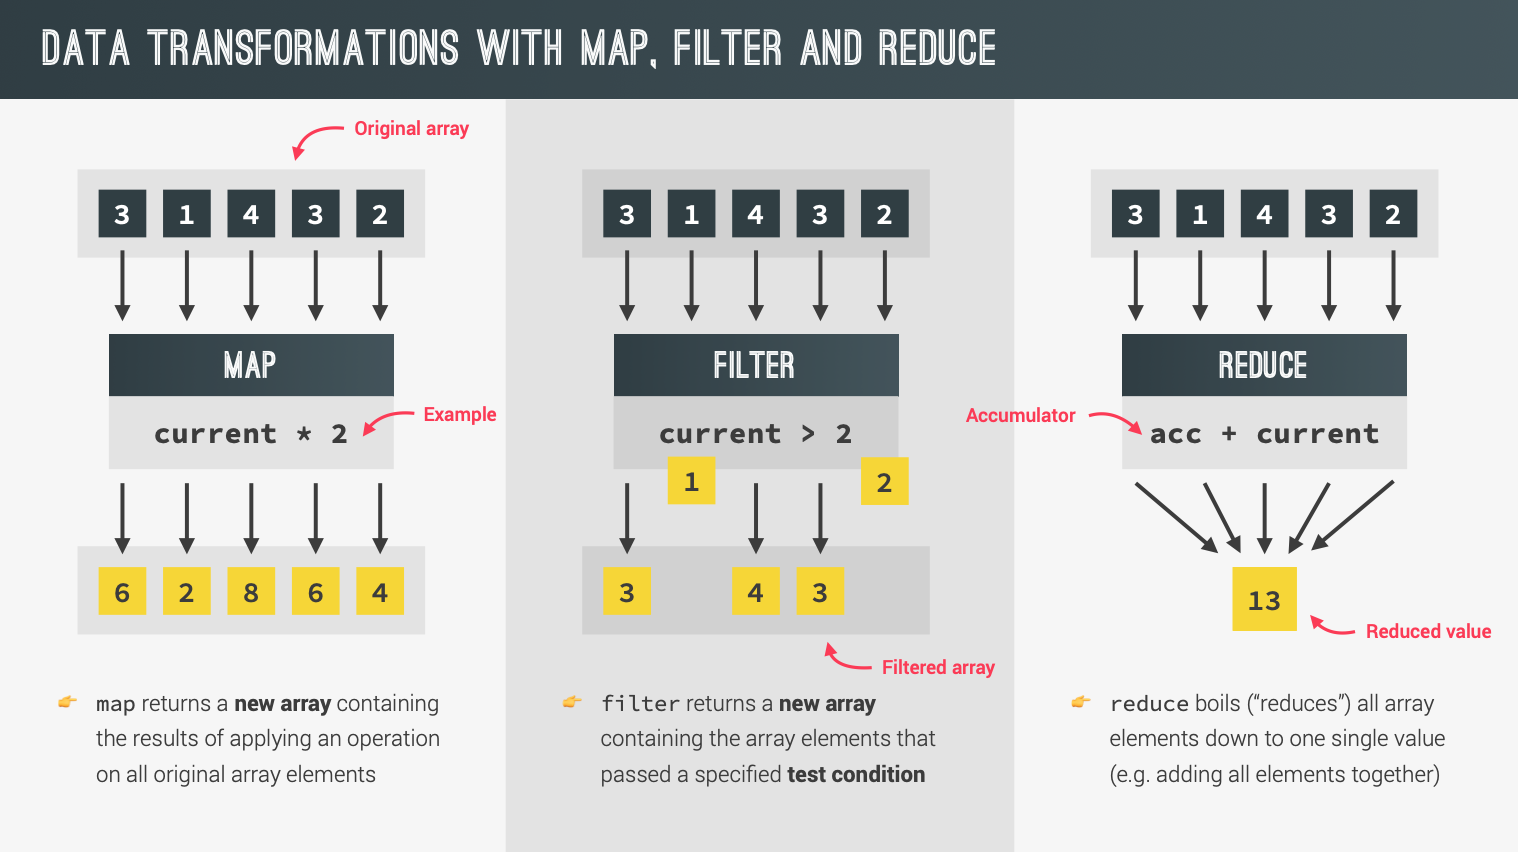 DATA TRANSFORMATIONS WITH MAP, FILTER AND REDUCE
Original array
3 1 4 3 2
MAP
current * 2
Example
6 2 8 6 4
map returns a new array containing
the results of applying an operation
on all original array elements
3 1 4 3 2
FILTER
current > 2
1 2
3 4 3
Filtered array
filter returns a new array
containing the array elements that
passed a specified test condition
3 1 4 3 2
REDUCE
Accumulator
acc + current
13
Reduced value
reduce boils (“reduces”) all array
elements down to one single value
(e.g. adding all elements together)